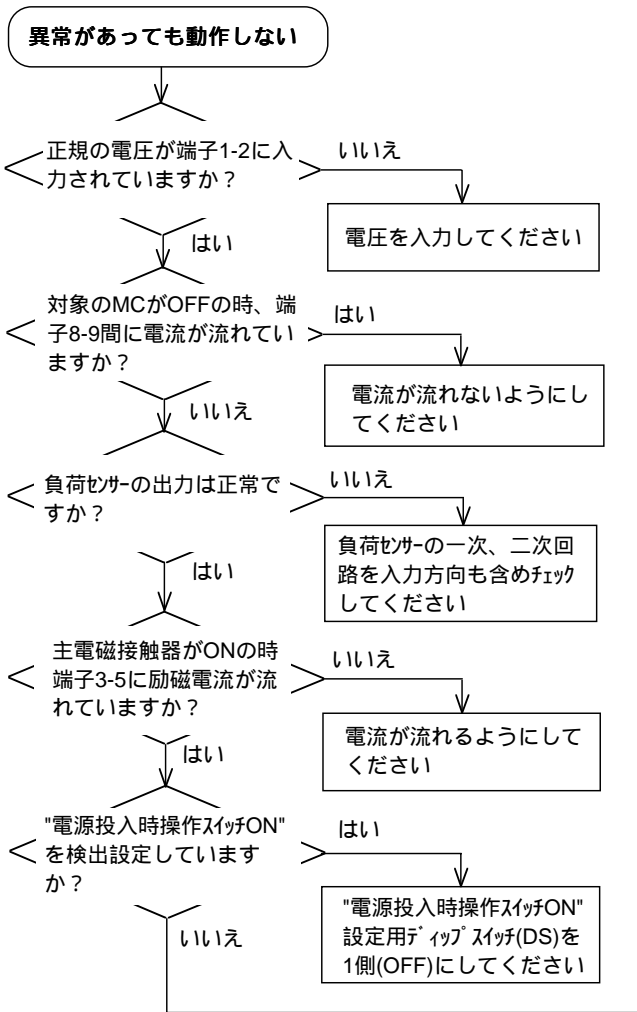 異常があっても動作しない
正規の電圧が端子1-2に入
力されていますか？
いいえ
電圧を入力してください
はい
対象のMCがOFFの時、端
子8-9間に電流が流れてい
ますか？
はい
電流が流れないようにし
てください
いいえ
負荷ｾﾝｻｰの出力は正常で
すか？
いいえ
負荷ｾﾝｻｰの一次、二次回
路を入力方向も含めﾁｪｯｸ
してください
はい
主電磁接触器がONの時
端子3-5に励磁電流が流
れていますか？
いいえ
電流が流れるようにして
ください
はい
"電源投入時操作ｽｲｯﾁON"
を検出設定しています
か？
はい
"電源投入時操作ｽｲｯﾁON"
設定用ﾃﾞｨｯﾌﾟｽｲｯﾁ(DS)を
1側(OFF)にしてください
いいえ